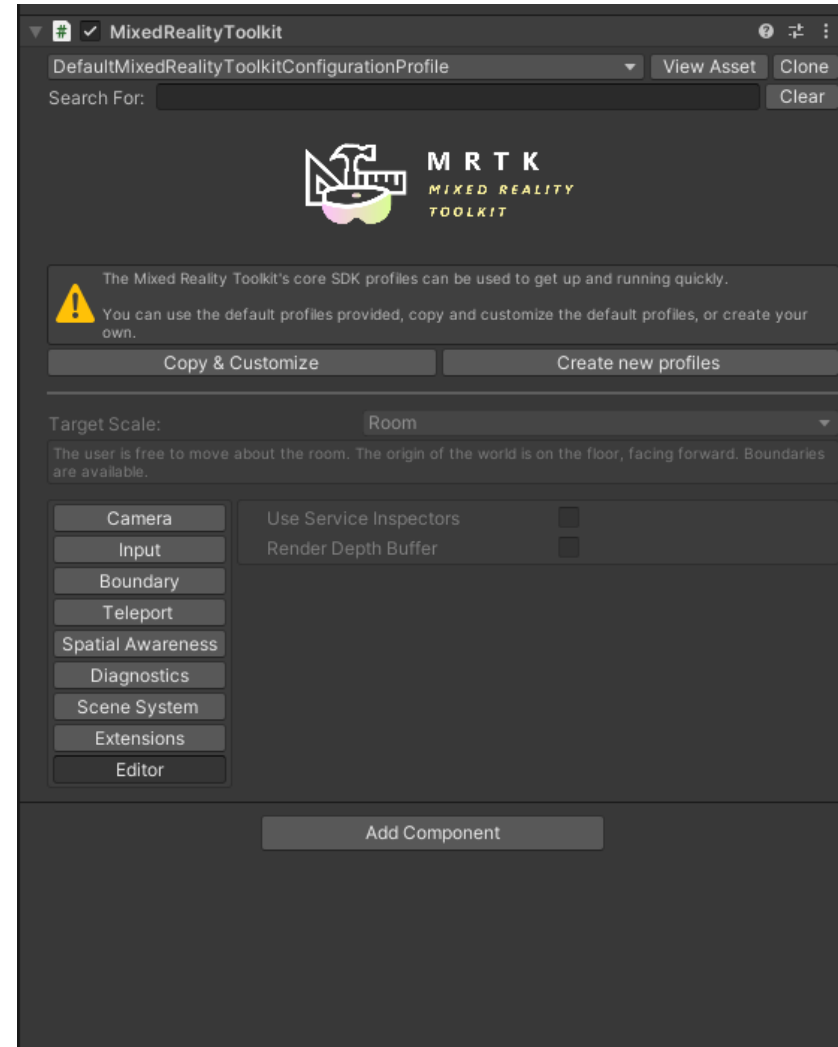 MixedRealityToolkit
DefaultMixedRealityToolkitConfigurationProfile
View Asset
Clone
Search For:
Clear
MRTK
MIXED REALITY
TOOLKIT
The Mixed Reality Toolkit's core SDK profiles can be used to get up and running quickly.
You can use the default profiles provided, copy and customize the default profiles, or create your
own.
Copy & Customize
Create new profiles
Target Scale:
Room
The user is free to move about the room. The origin of the world is on the floor, facing forward. Boundaries
are available.
Camera
Use Service Inspectors
Input
Render Depth Buffer
Boundary
Teleport
Spatial Awareness
Diagnostics
Scene System
Extensions
Editor
Add Component